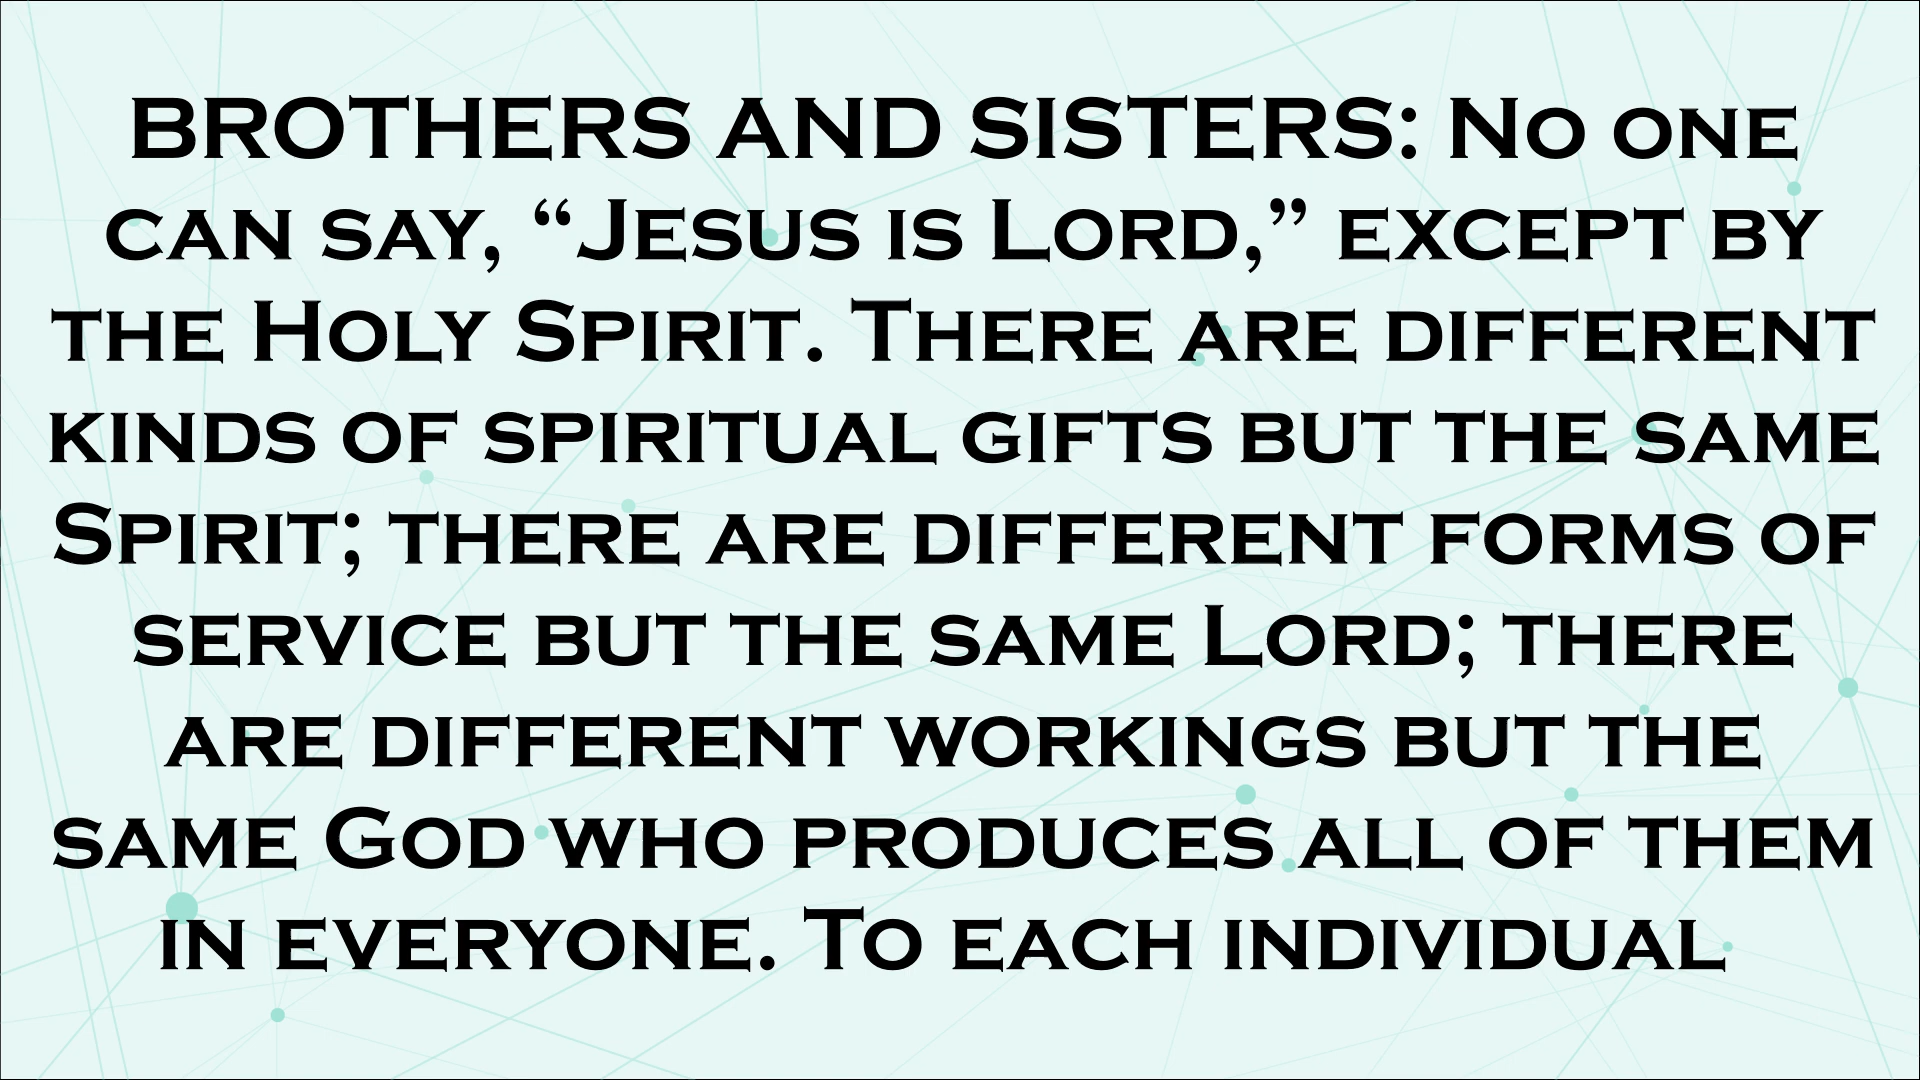 BROTHERS AND SISTERS: No one
can say, “Jesus is Lord,” except by
the Holy Spirit. There are different
kinds of spiritual gifts but the same
Spirit; there are different forms of
service but the same Lord; there
are different workings but the
same God who produces all of them
in everyone. To each individual